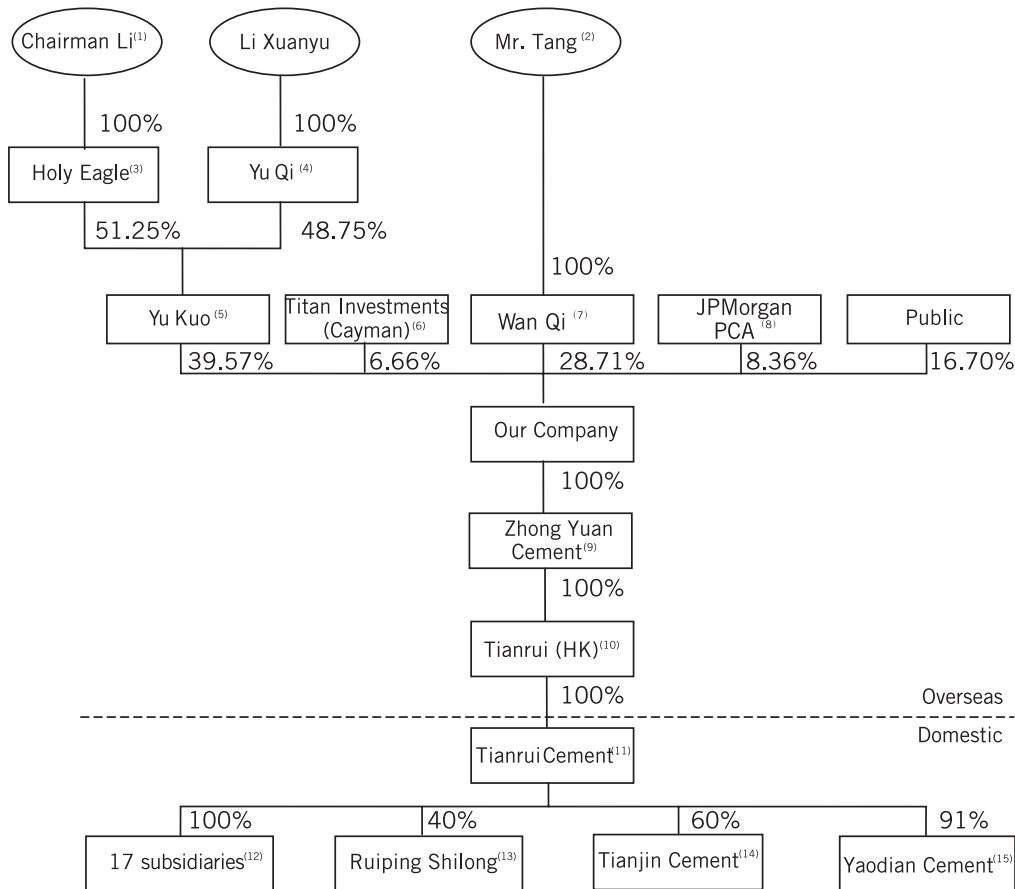 Chairman Li(1)
Li Xuanyu
Mr. Tang (2)
100%
100%
Holy Eagle(3)
Yu Qi (4)
51.25%
48.75%
100%
Yu Kuo (5)
Titan Investments
(Cayman) (6)
Wan Qi (7)
JPMorgan
PCA (8)
Public
39.57%
6.66%
28.71%
8.36%
16.70%
Our Company
100%
Zhong Yuan
Cement(9)
100%
Tianrui (HK)(10)
100%
Overseas
Domestic
Tianrui Cement(11)
100%
40%
60%
91%
17 subsidiaries(12)
Ruiping Shilong(13)
Tianjin Cement(14)
Yaodian Cement(15)